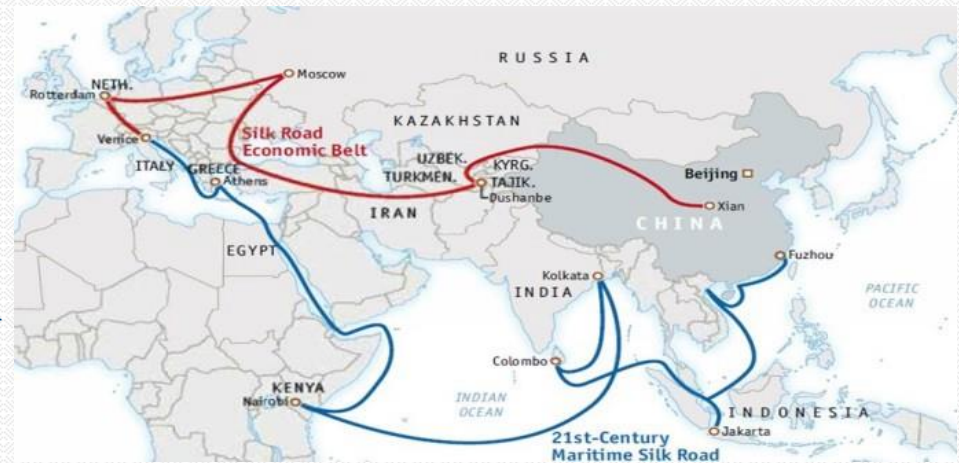 RUSSIA
Moscow
NETH.
Rotterdam
KAZAKHSTAN
Venice
Silk Road
Economic Belt
UZBEK.
KYRG.
ITALY
GREECE
TURKMEN.
TAJIK.
Beijing
Athens
Dushanbe
Xian
IRAN
CHINA
EGYPT
Fuzhou
Kolkata
INDIA
PACIFIC
OCEAN
Colombo
KENYA
Nairobi
INDIAN
OCEAN
INDONESIA
Jakarta
21st-Century
Maritime Silk Road